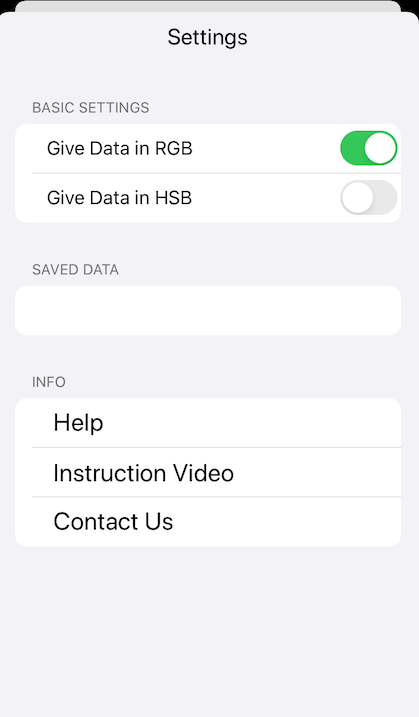 Settings
BASIC SETTINGS
Give Data in RGB
Give Data in HSB
SAVED DATA
INFO
Help
Instruction Video
Contact Us